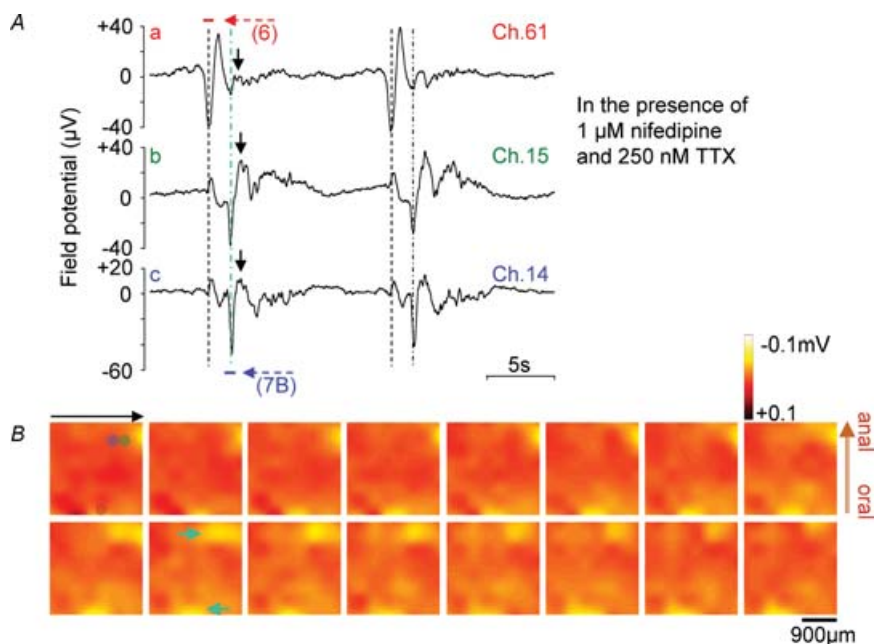 A
+40
a
(6)
Ch.61
0
-40
+40
b
Ch.15
0
-40
+20
c
Ch.14
0
-60
Field potential (µV)
(7B)
5s
In the presence of
1 µM nifedipine
and 250 nM TTX
-0.1mV
+0.1
B
anal
oral
900µm